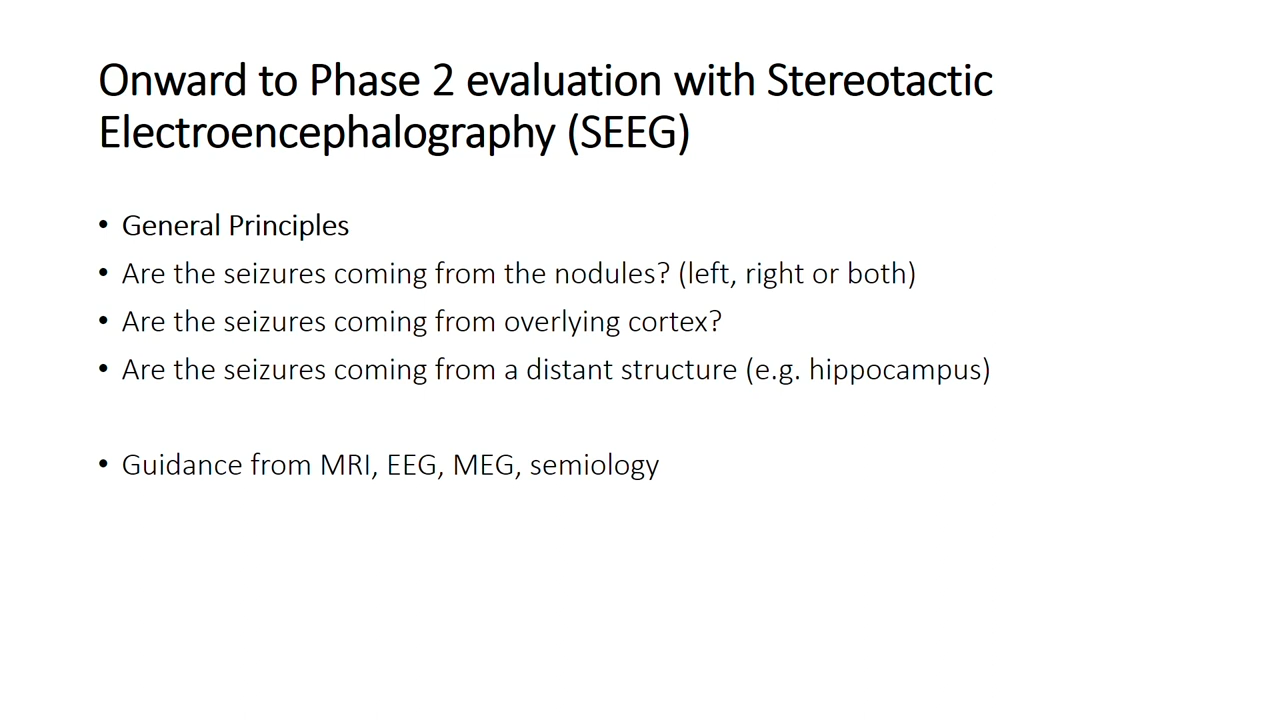 Onward to Phase 2 evaluation with Stereotactic
Electroencephalography (SEEG)
• General Principles
• Are the seizures coming from the nodules? (left, right or both)
• Are the seizures coming from overlying cortex?
• Are the seizures coming from a distant structure (e.g. hippocampus)
• Guidance from MRI, EEG, MEG, semiology